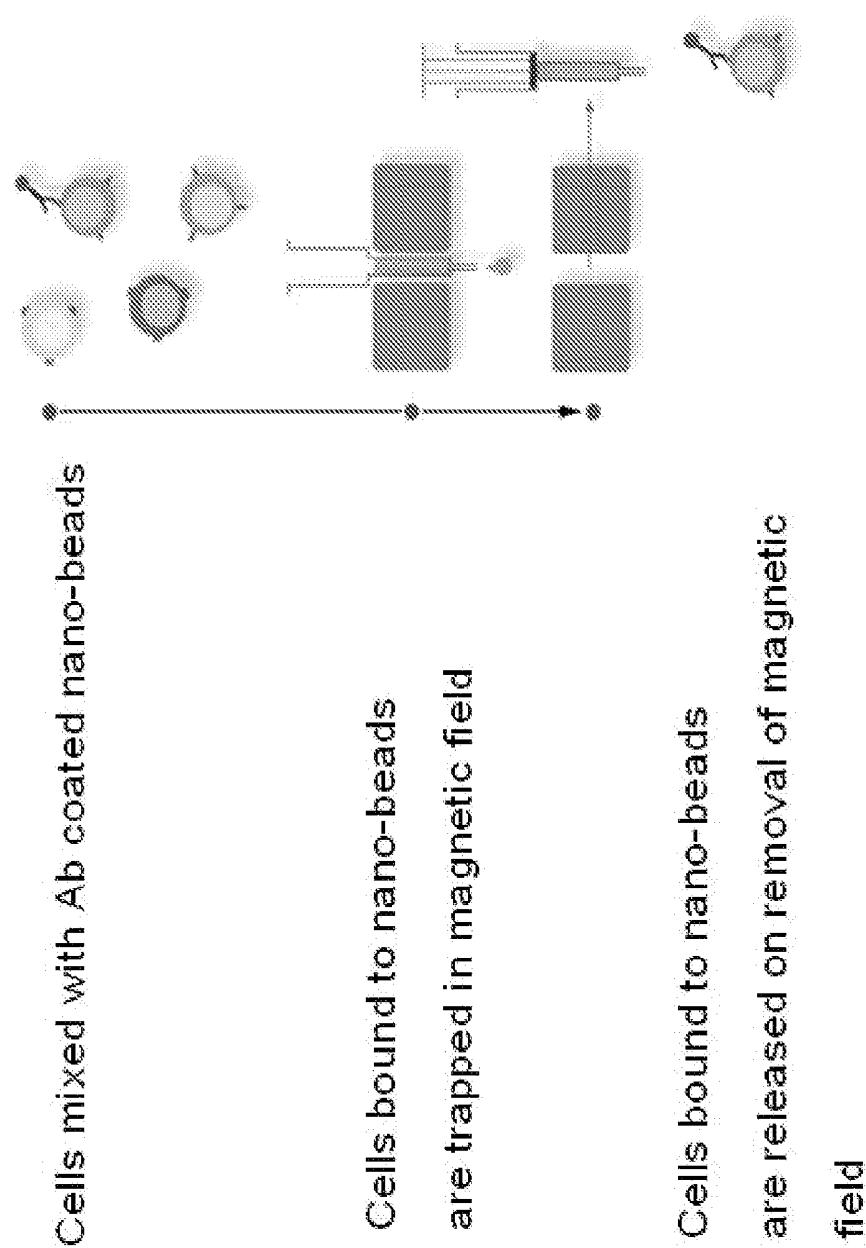 Cells mixed with Ab coated nano-beads
Cells bound to nano-beads
are trapped in magnetic field
Cells bound to nano-beads
are released on removal of magnetic
field